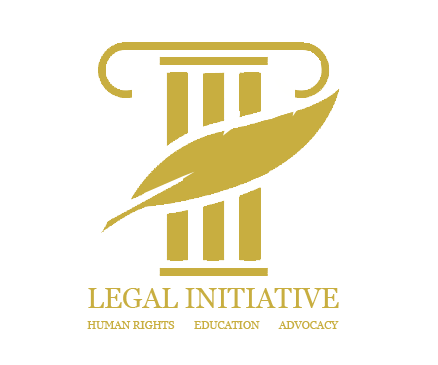 LEGAL INITIATIVE
HUMAN RIGHTS EDUCATION ADVOCACY